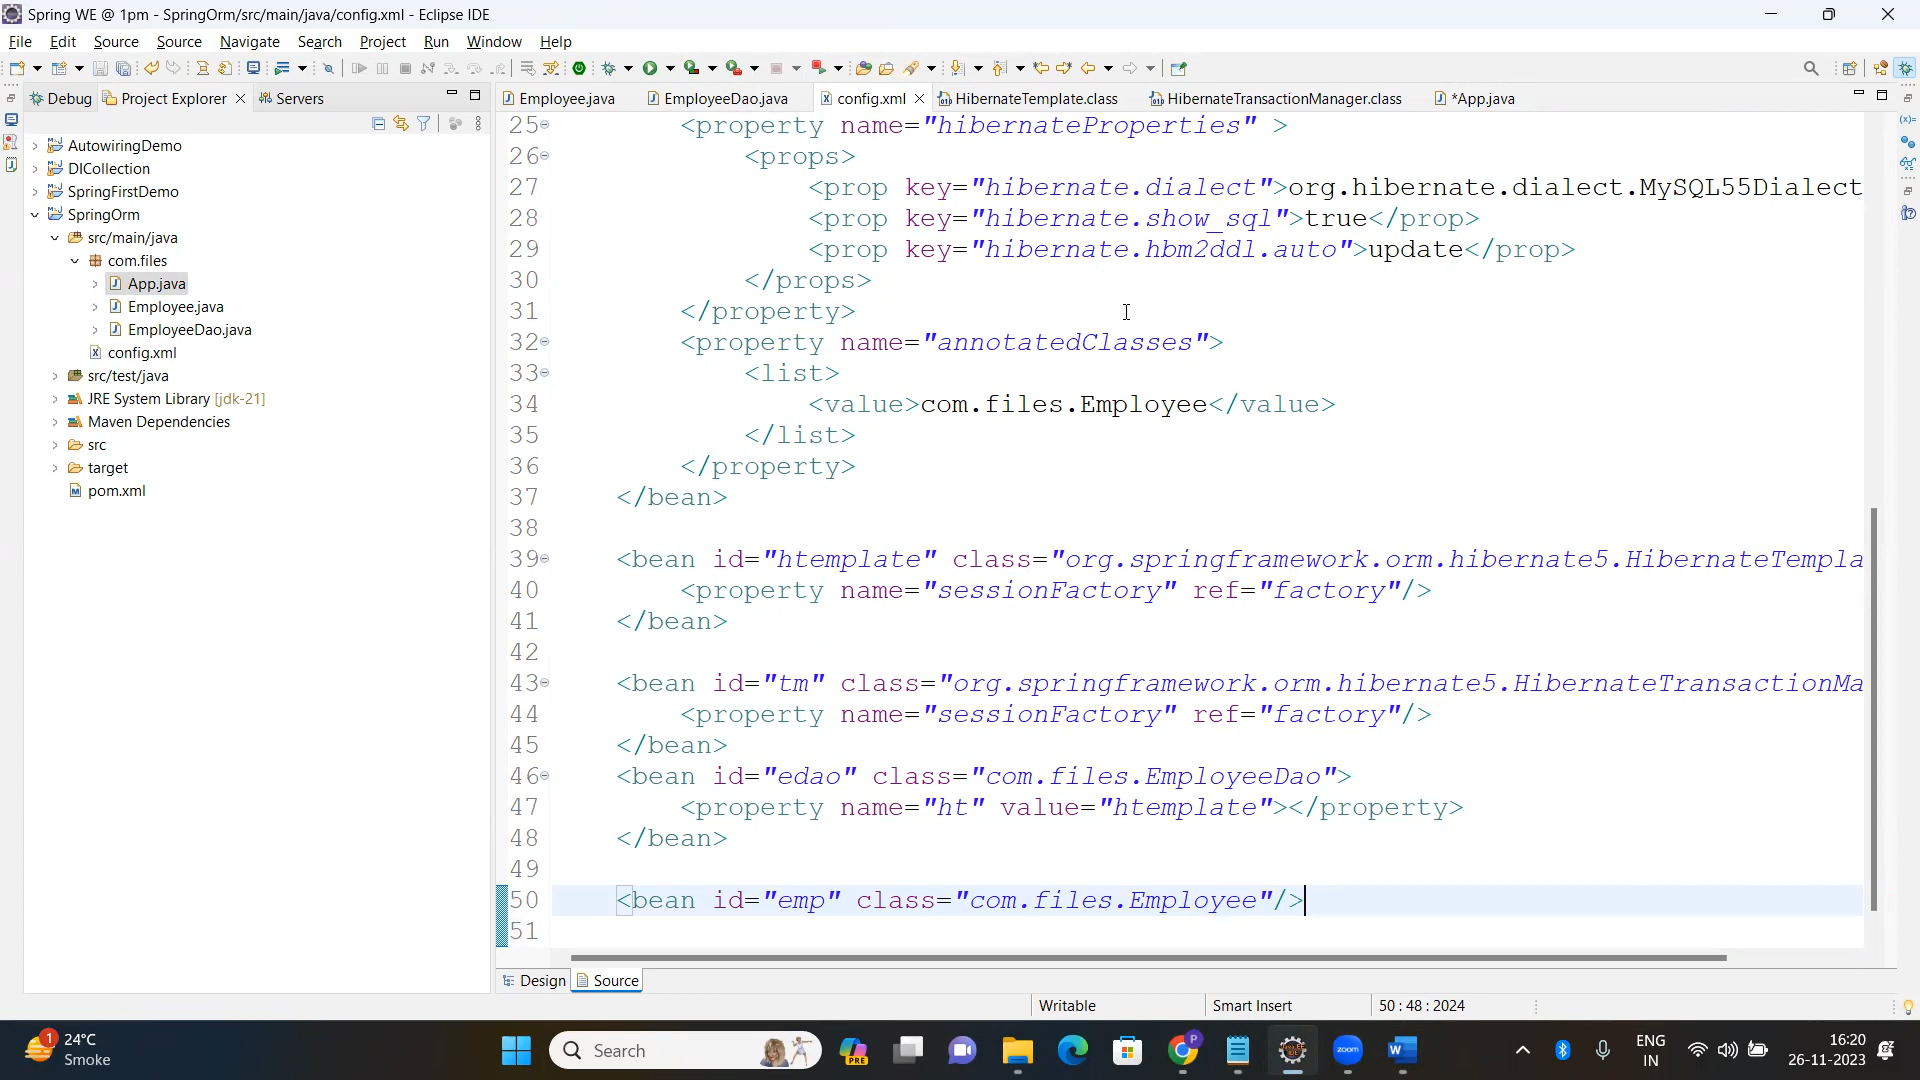 Spring WE @ 1pm - SpringOrm/src/main/java/config.xml - Eclipse IDE
File Edit Source Source Navigate Search Project Run Window Help
Debug Project Explorer Servers
Employee.java EmployeeDao.java config.xml HibernateTemplate.class HibernateTransactionManager.class *App.java
AutowiringDemo
DICollection
SpringFirstDemo
SpringOrm
src/main/java
com.files
App.java
Employee.java
EmployeeDao.java
config.xml
src/test/java
JRE System Library [jdk-21]
Maven Dependencies
src
target
pom.xml
25 <property name="hibernateProperties" >
26 <props>
27 <prop key="hibernate.dialect">org.hibernate.dialect.MySQL55Dialect
28 <prop key="hibernate.show_sql">true</prop>
29 <prop key="hibernate.hbm2ddl.auto">update</prop>
30 </props>
31 </property>
32 <property name="annotatedClasses">
33 <list>
34 <value>com.files.Employee</value>
35 </list>
36 </property>
37 </bean>
38
39 <bean id="htemplate" class="org.springframework.orm.hibernate5.HibernateTempla
40 <property name="sessionFactory" ref="factory"/>
41 </bean>
42
43 <bean id="tm" class="org.springframework.orm.hibernate5.HibernateTransactionMa
44 <property name="sessionFactory" ref="factory"/>
45 </bean>
46 <bean id="edao" class="com.files.EmployeeDao">
47 <property name="ht" value="htemplate"></property>
48 </bean>
49
50 <bean id="emp" class="com.files.Employee"/>
51
Design Source
Writable Smart Insert 50 : 48 : 2024
1 24°C
Smoke
Search
PRE
P
zoom
ENG
IN
16:20
26-11-2023